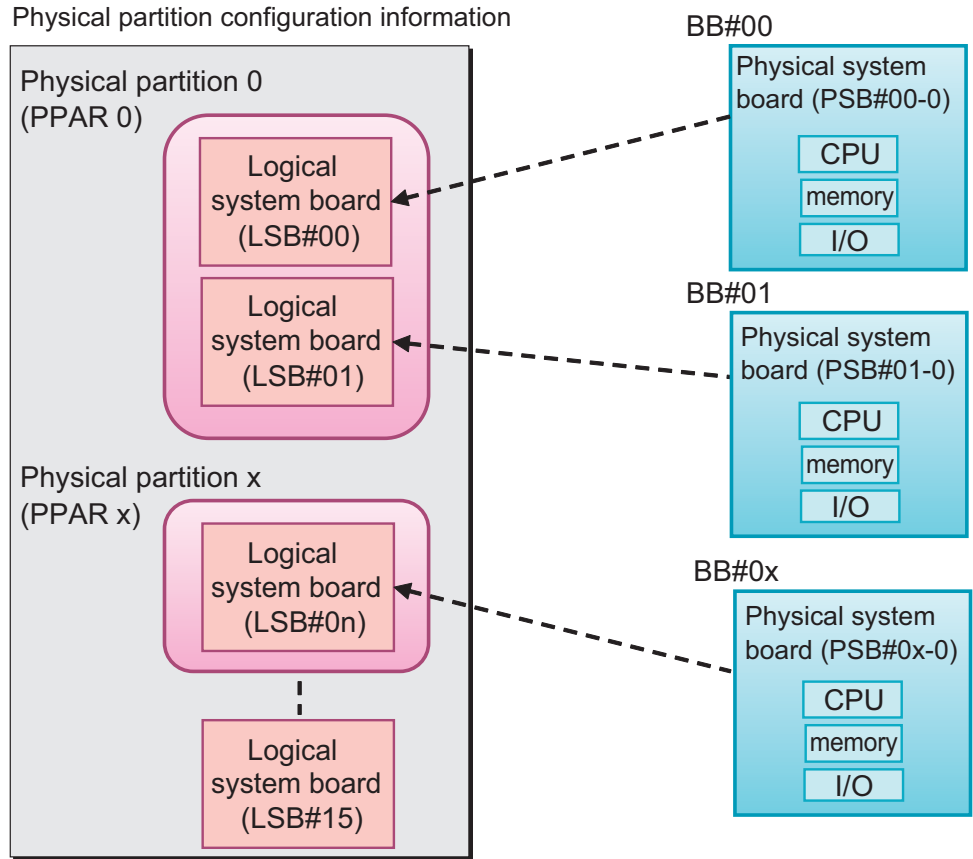 Physical partition configuration information
Physical partition 0
(PPAR 0)
Logical
system board
(LSB#00)
Logical
system board
(LSB#01)
Physical partition x
(PPAR x)
Logical
system board
(LSB#0n)
Logical
system board
(LSB#15)
BB#00
Physical system
board (PSB#00-0)
CPU
memory
I/O
BB#01
Physical system
board (PSB#01-0)
CPU
memory
I/O
BB#0x
Physical system
board (PSB#0x-0)
CPU
memory
I/O